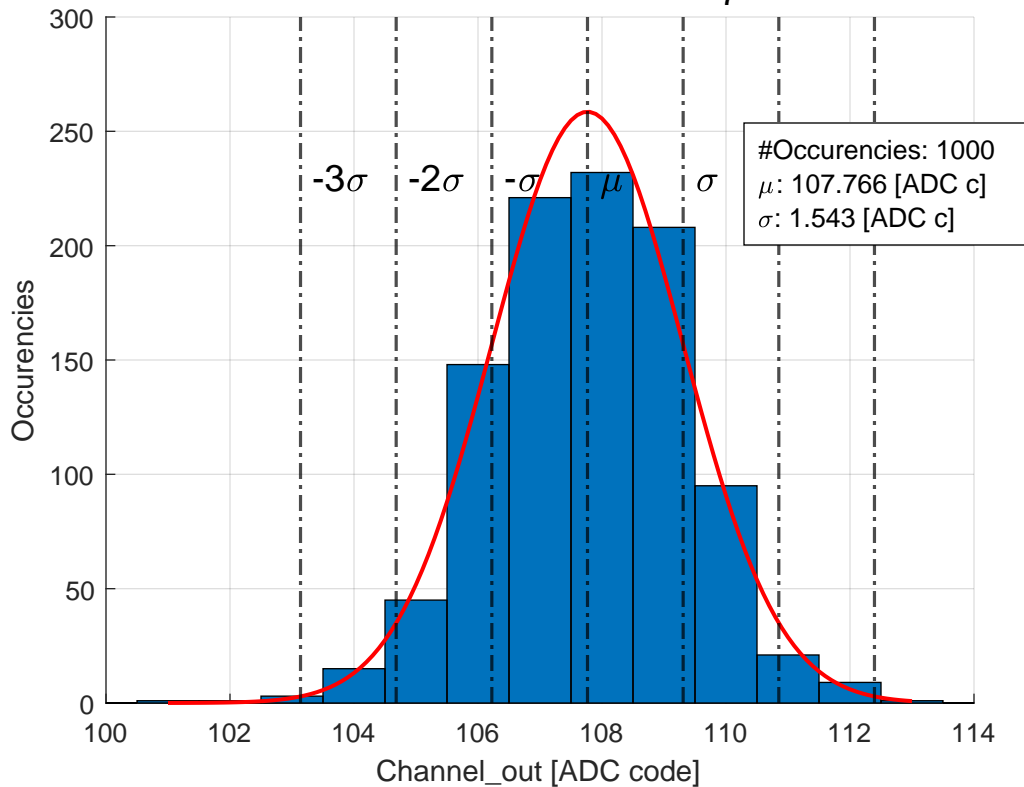 300
250
200
150
100
50
0
Occurencies
-3σ -2σ -σ μ σ
#Occurencies: 1000
μ: 107.766 [ADC c]
σ: 1.543 [ADC c]
100 102 104 106 108 110 112 114
Channel_out [ADC code]